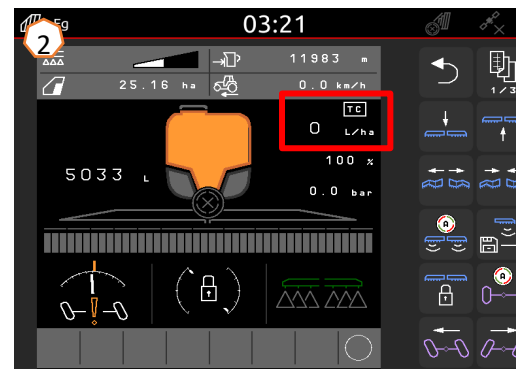 Eg
03:21
2
11983 m
25.16 ha
0.0 km/h
TC
0 L/ha
100 %
5033 L
0.0 bar
1/3
A
A